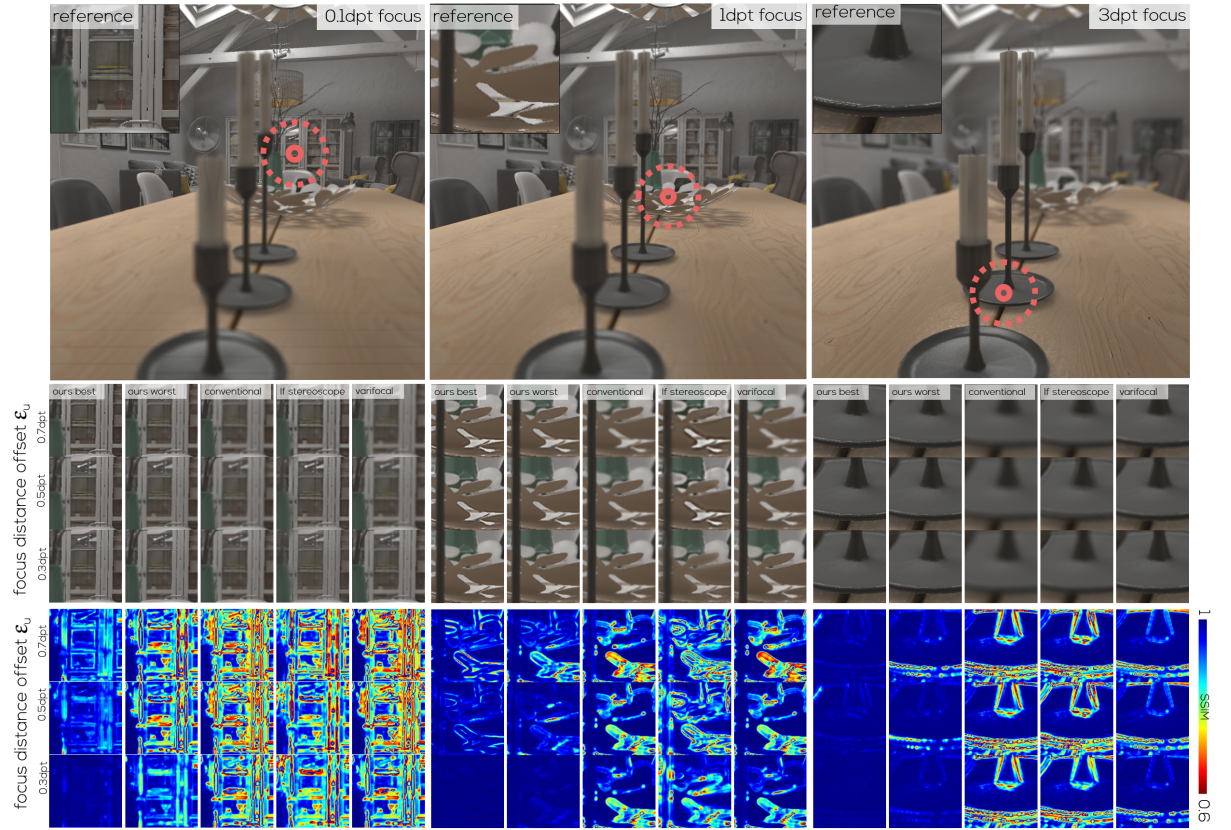 reference
0.1dpt focus
reference
1dpt focus
reference
3dpt focus
focus distance offset εu
0.7dpt
0.5dpt
0.3dpt
ours best
ours worst
conventional
lf stereoscope
varifocal
ours best
ours worst
conventional
lf stereoscope
varifocal
ours best
ours worst
conventional
lf stereoscope
varifocal
focus distance offset εu
0.7dpt
0.5dpt
0.3dpt
1
SSIM
0.6